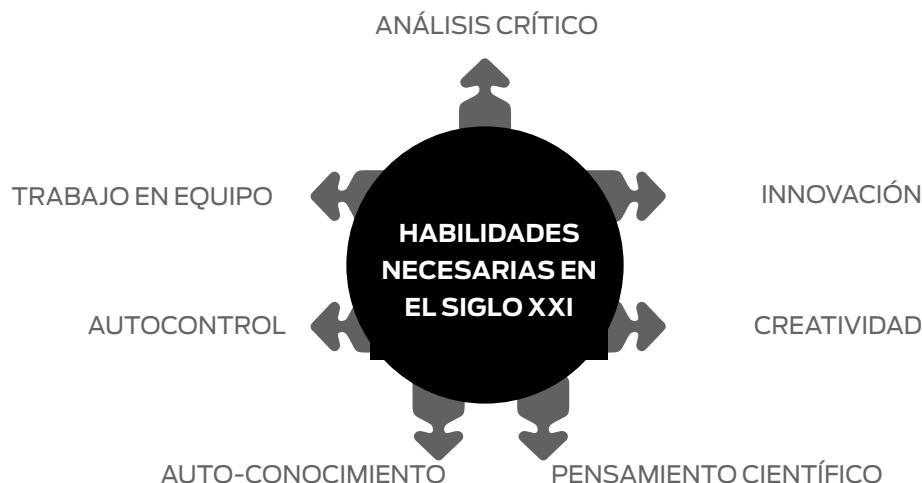 ANÁLISIS CRÍTICO
TRABAJO EN EQUIPO
INNOVACIÓN
HABILIDADES
NECESARIAS EN
EL SIGLO XXI
AUTOCONTROL
CREATIVIDAD
AUTO-CONOCIMIENTO
PENSAMIENTO CIENTÍFICO